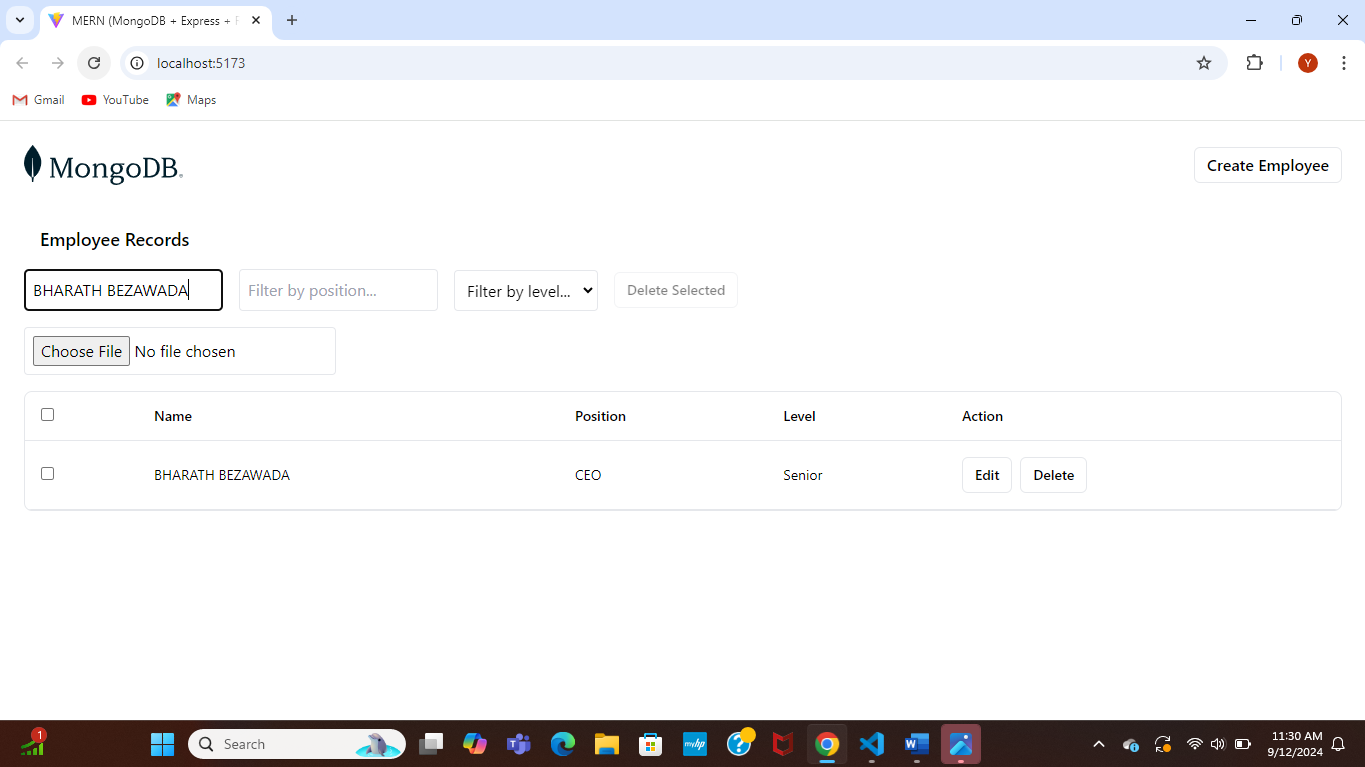 MERN (MongoDB + Express + F
localhost:5173
Y
Gmail YouTube Maps
MongoDB®
Create Employee
Employee Records
BHARATH BEZAWADA Filter by position... Filter by level... Delete Selected
Choose File No file chosen
Name Position Level Action
BHARATH BEZAWADA CEO Senior Edit Delete
1
Search
myhp
?
W
11:30 AM
9/12/2024